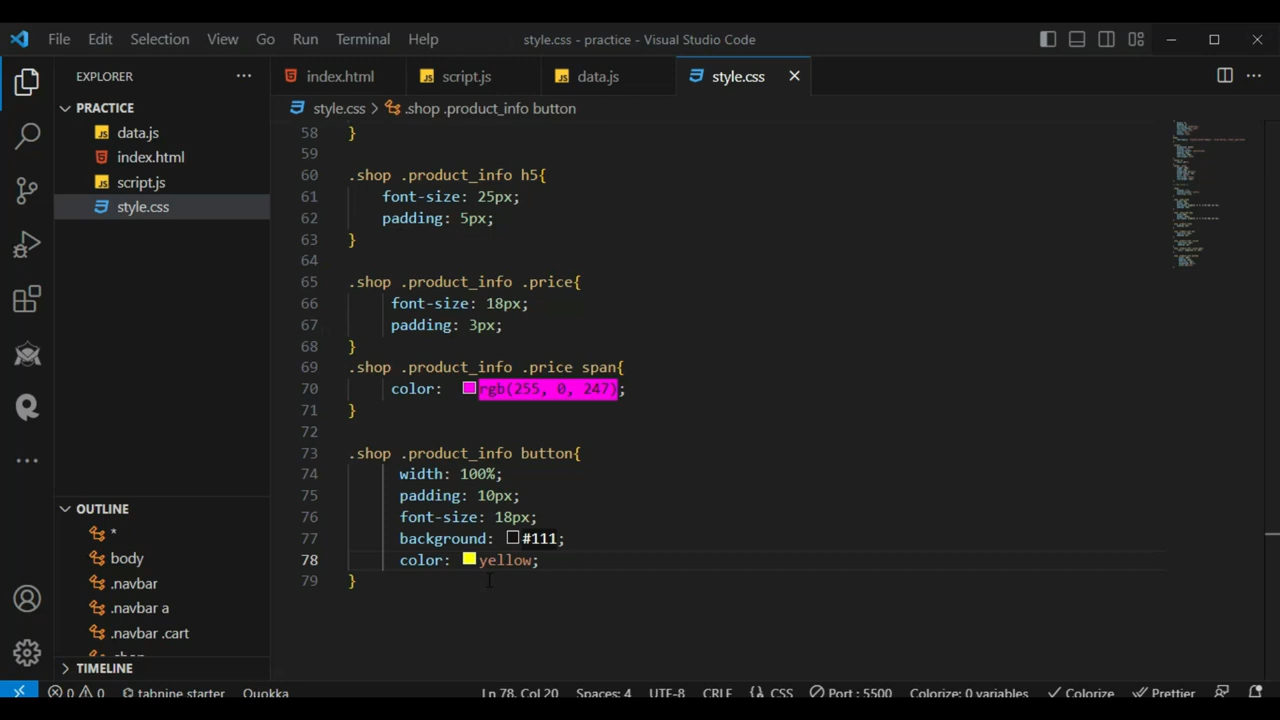 File Edit Selection View Go Run Terminal Help style.css - practice - Visual Studio Code
EXPLORER
index.html
script.js
data.js
style.css
PRACTICE
data.js
index.html
script.js
style.css
style.css > .shop .product_info button
58 }
59
60 .shop .product_info h5{
61 font-size: 25px;
62 padding: 5px;
63 }
64
65 .shop .product_info .price{
66 font-size: 18px;
67 padding: 3px;
68 }
69 .shop .product_info .price span{
70 color: rgb(255, 0, 247);
71 }
72
73 .shop .product_info button{
74 width: 100%;
75 padding: 10px;
76 font-size: 18px;
77 background: #111;
78 color: yellow;
79 }
OUTLINE
*
body
.navbar
.navbar a
.navbar .cart
TIMELINE
0 0 tabnine starter Quokka Ln 78, Col 20 Spaces: 4 UTF-8 CRLF {} CSS Port : 5500 Colorize: 0 variables Colorize Prettier